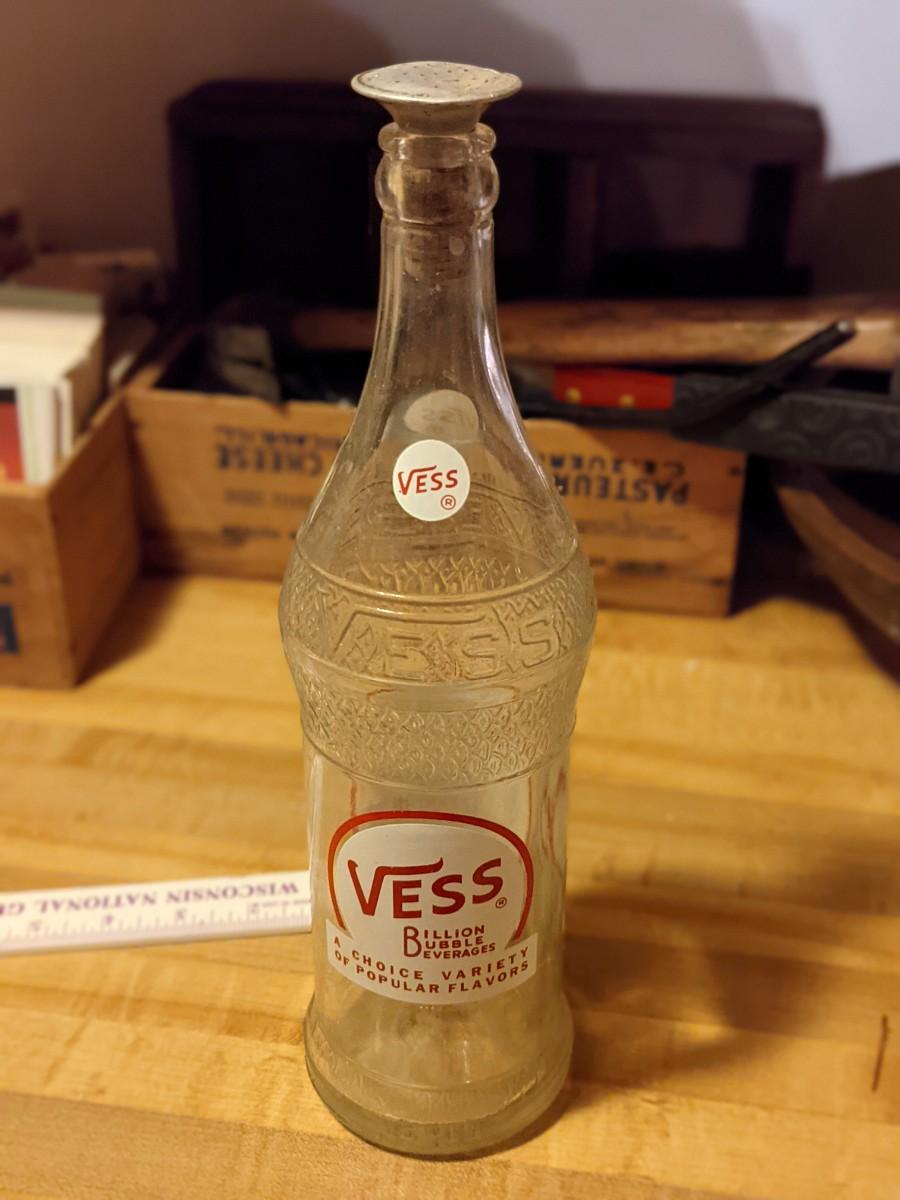 VESS
®
VESS
VESS®
BILLION
BUBBLE
BEVERAGES
A CHOICE VARIETY
OF POPULAR FLAVORS
CHEESE
PASTEUR
WISCONSIN NATIONAL G